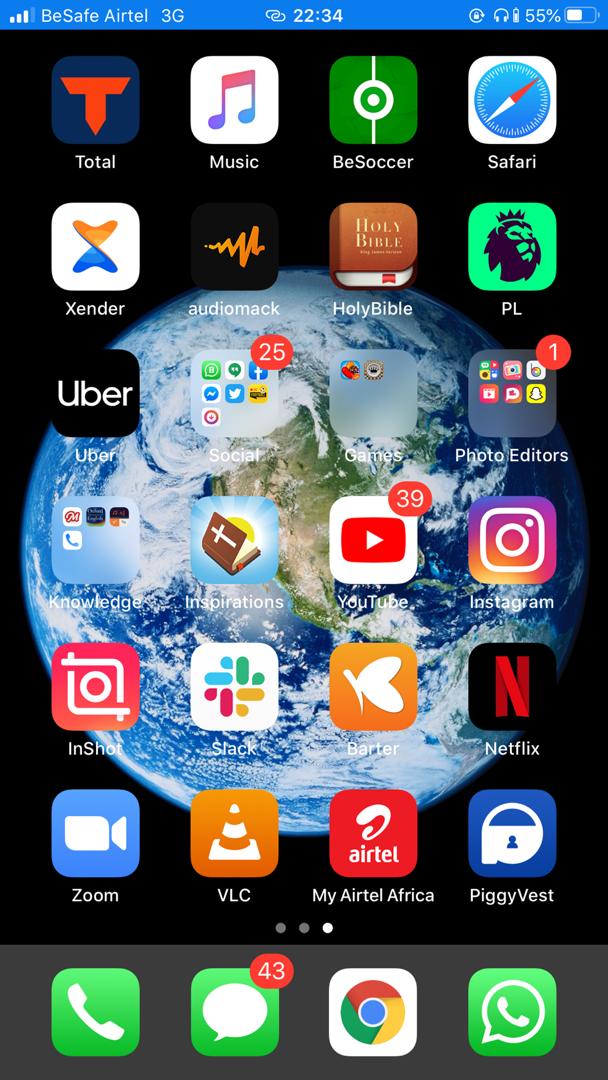 BeSafe Airtel 3G 22:34 55%
Total Music BeSoccer Safari
HOLY
BIBLE
Xender audiomack HolyBible PL
Uber
25
1
Uber Social Games Photo Editors
39
Knowledge Inspirations YouTube Instagram
InShot Slack Barter Netflix
airtel
Zoom VLC My Airtel Africa PiggyVest
43